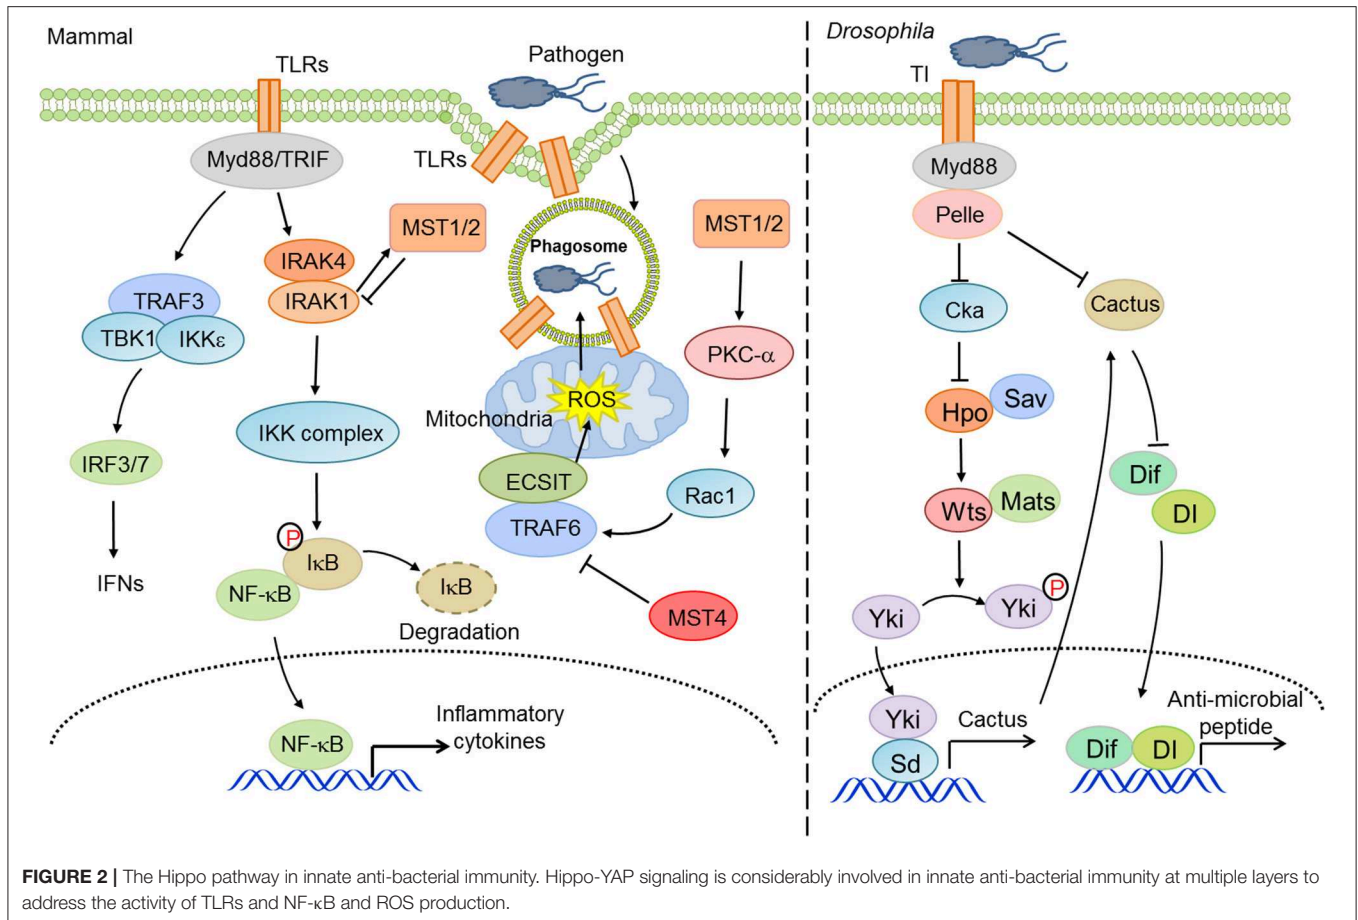 Mammal
TLRs
Pathogen
Myd88/TRIF
TLRs
MST1/2
IRAK4
IRAK1
TRAF3
TBK1
IKKε
IRF3/7
IFNs
IKK complex
P
IκB
NF-κB
IκB
Degradation
NF-κB
Inflammatory
cytokines
Phagosome
ROS
Mitochondria
ECSIT
TRAF6
MST1/2
PKC-α
Rac1
MST4
Drosophila
Tl
Myd88
Pelle
Cka
Cactus
Hpo
Sav
Wts
Mats
Dif
Dl
Yki
Yki
P
Yki
Sd
Cactus
Dif
Dl
Anti-microbial
peptide
FIGURE 2 | The Hippo pathway in innate anti-bacterial immunity. Hippo-YAP signaling is considerably involved in innate anti-bacterial immunity at multiple layers to
address the activity of TLRs and NF-κB and ROS production.